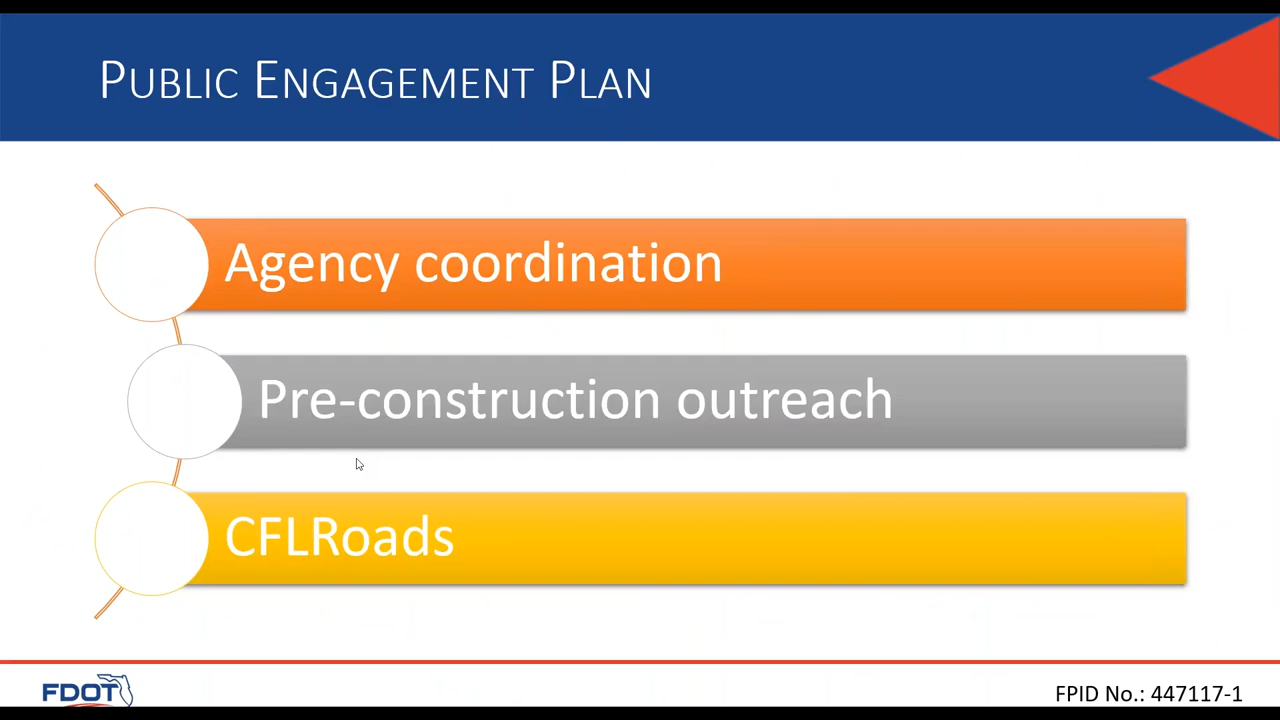 PUBLIC ENGAGEMENT PLAN
Agency coordination
Pre-construction outreach
CFLRoads
FDOT
FPID No.: 447117-1